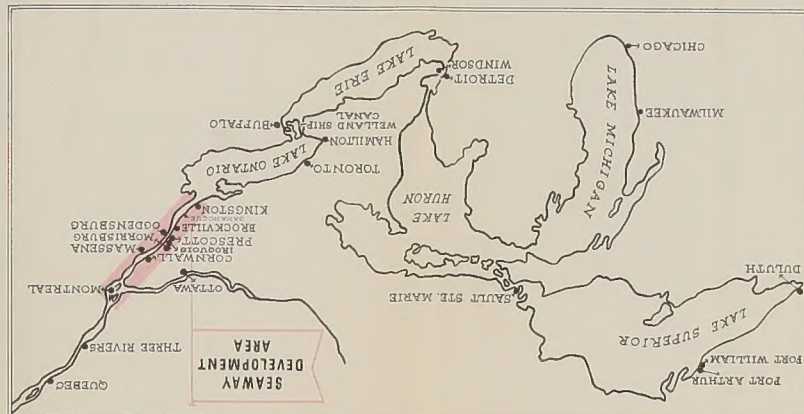 PORT ARTHUR
FORT WILLIAM
LAKE SUPERIOR
DULUTH
SAULT STE. MARIE
SEAWAY
DEVELOPMENT
AREA
QUEBEC
THREE RIVERS
OTTAWA
MONTREAL
CORNWALL
MASSENA
IROQUOIS
MORRISBURG
PRESCOTT
OGDENSBURG
BROCKVILLE
GANANOQUE
KINGSTON
LAKE
HURON
LAKE MICHIGAN
MILWAUKEE
CHICAGO
TORONTO
LAKE ONTARIO
HAMILTON
WELLAND SHIP
CANAL
BUFFALO
DETROIT
WINDSOR
LAKE ERIE